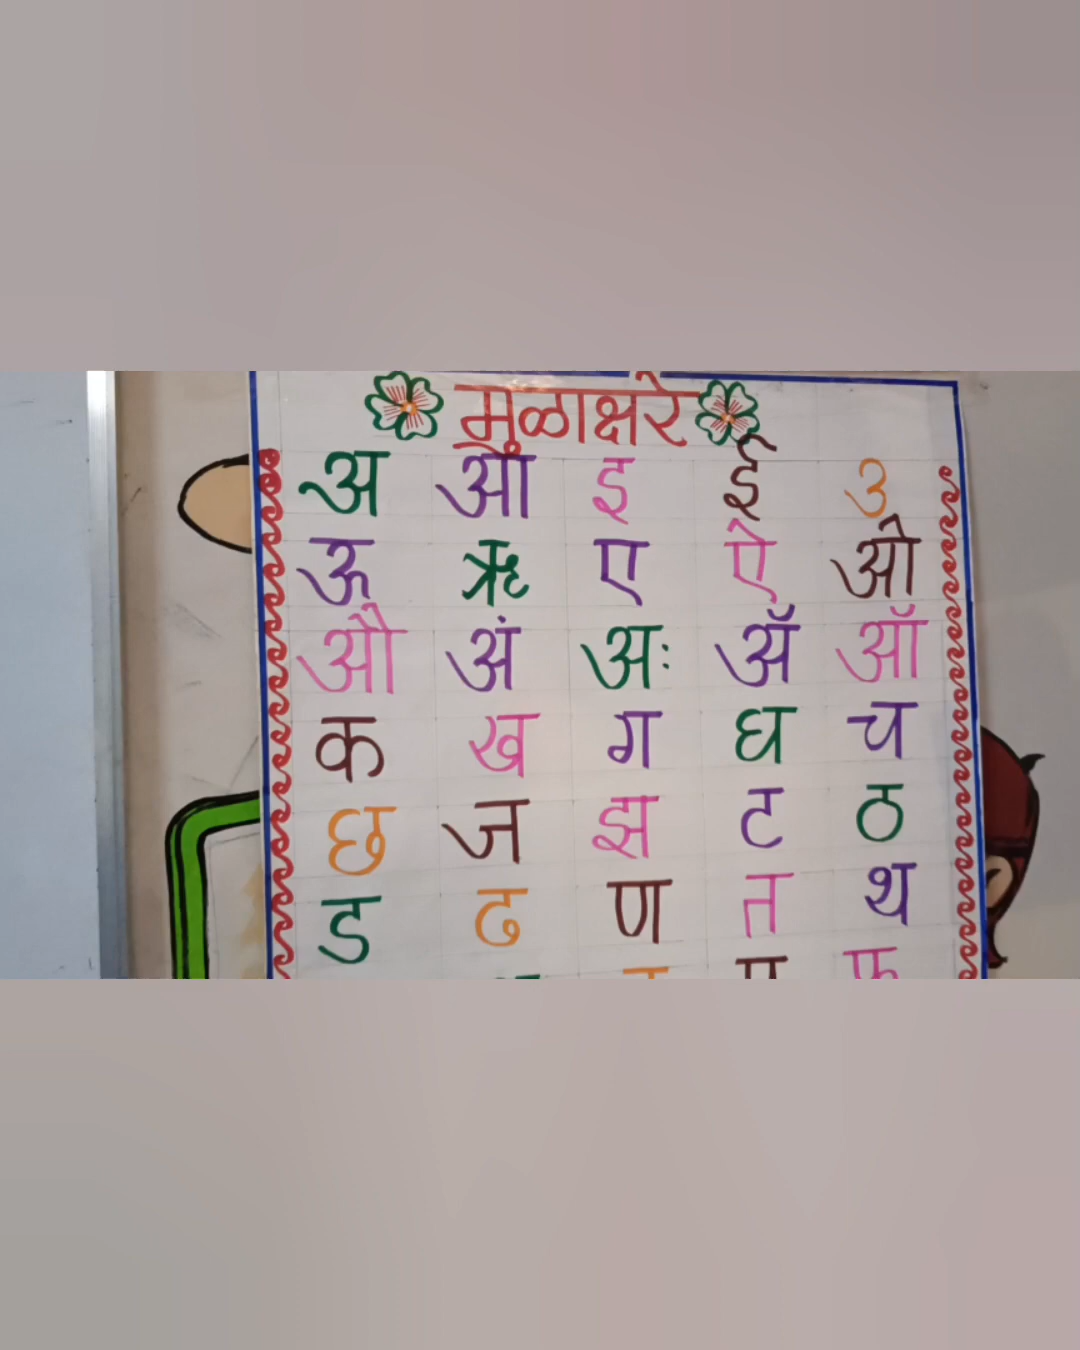 मुळाक्षरे
अ आ इ ई उ
ऊ ऋ ए ऐ ओ
औ अं अः ॲ ऑ
क ख ग घ च
छ ज झ ट ठ
ड ढ ण त थ